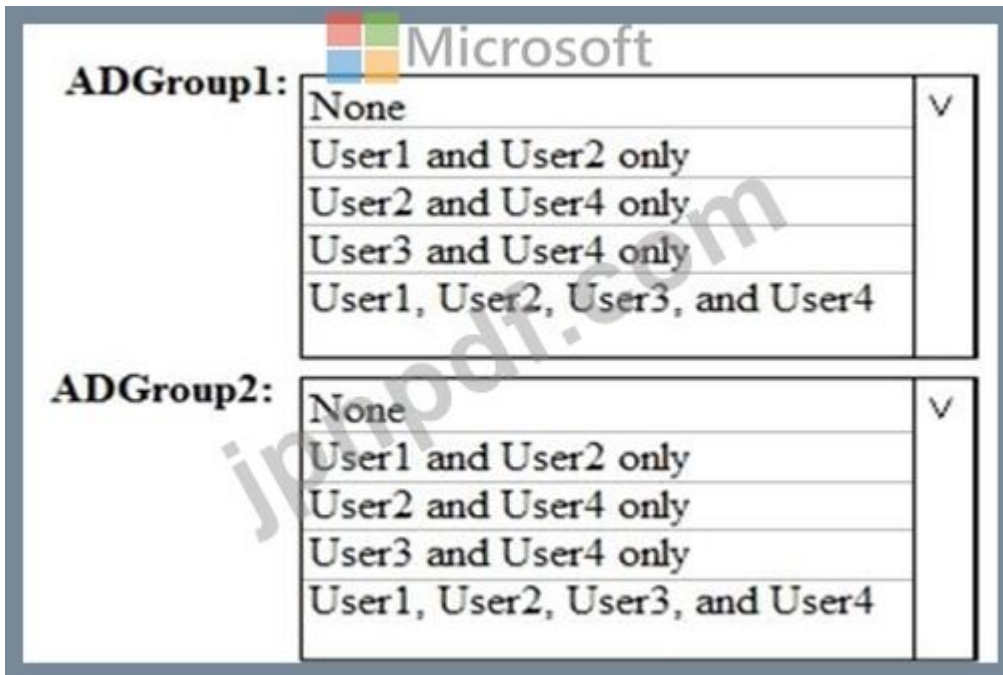 Microsoft
ADGroup1:
None
User1 and User2 only
User2 and User4 only
User3 and User4 only
User1, User2, User3, and User4
ADGroup2:
None
User1 and User2 only
User2 and User4 only
User3 and User4 only
User1, User2, User3, and User4
jpnpdf.com